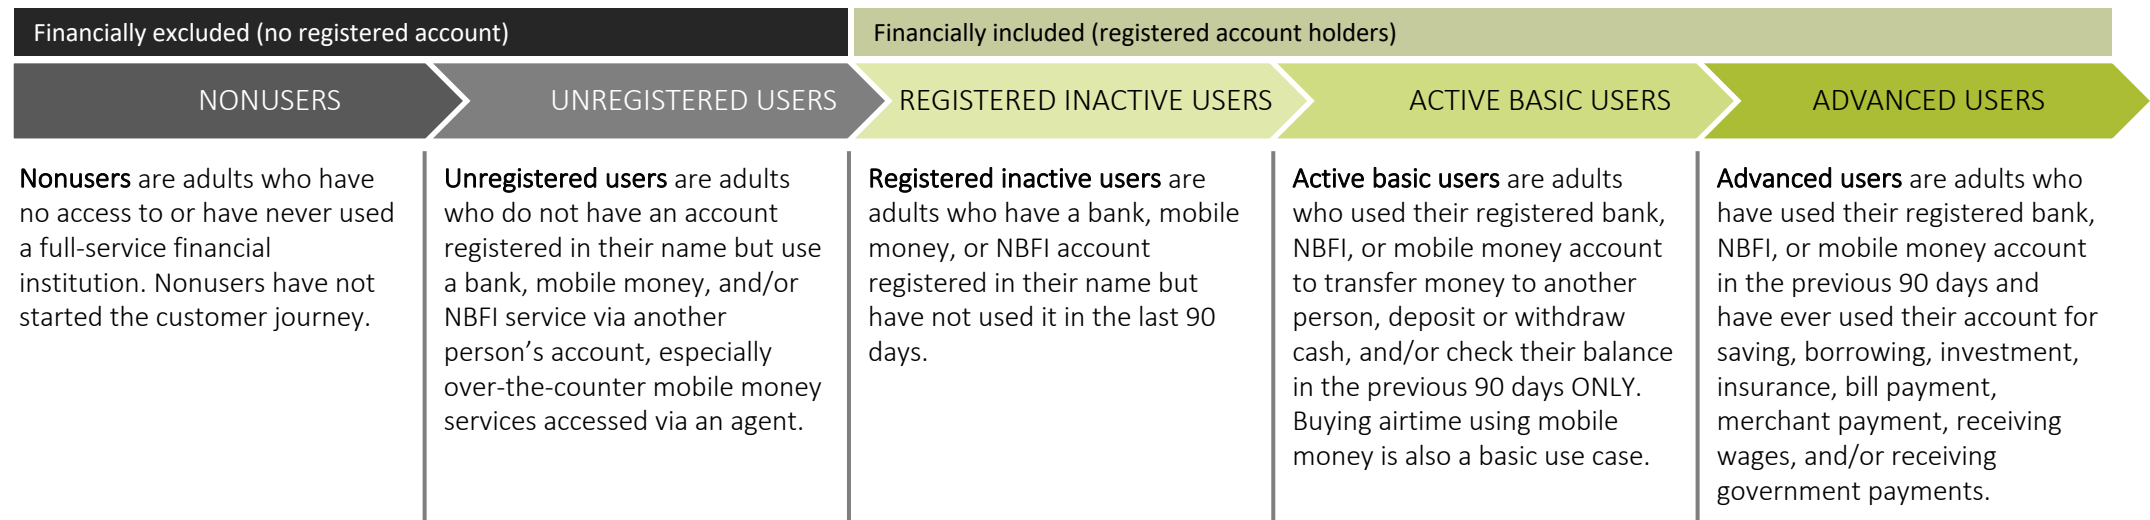 Financially excluded (no registered account)
Financially included (registered account holders)
NONUSERS
UNREGISTERED USERS
REGISTERED INACTIVE USERS
ACTIVE BASIC USERS
ADVANCED USERS
Nonusers are adults who have
no access to or have never used
a full-service financial
institution. Nonusers have not
started the customer journey.
Unregistered users are adults
who do not have an account
registered in their name but use
a bank, mobile money, and/or
NBFI service via another
person’s account, especially
over-the-counter mobile money
services accessed via an agent.
Registered inactive users are
adults who have a bank, mobile
money, or NBFI account
registered in their name but
have not used it in the last 90
days.
Active basic users are adults
who used their registered bank,
NBFI, or mobile money account
to transfer money to another
person, deposit or withdraw
cash, and/or check their balance
in the previous 90 days ONLY.
Buying airtime using mobile
money is also a basic use case.
Advanced users are adults who
have used their registered bank,
NBFI, or mobile money account
in the previous 90 days and
have ever used their account for
saving, borrowing, investment,
insurance, bill payment,
merchant payment, receiving
wages, and/or receiving
government payments.